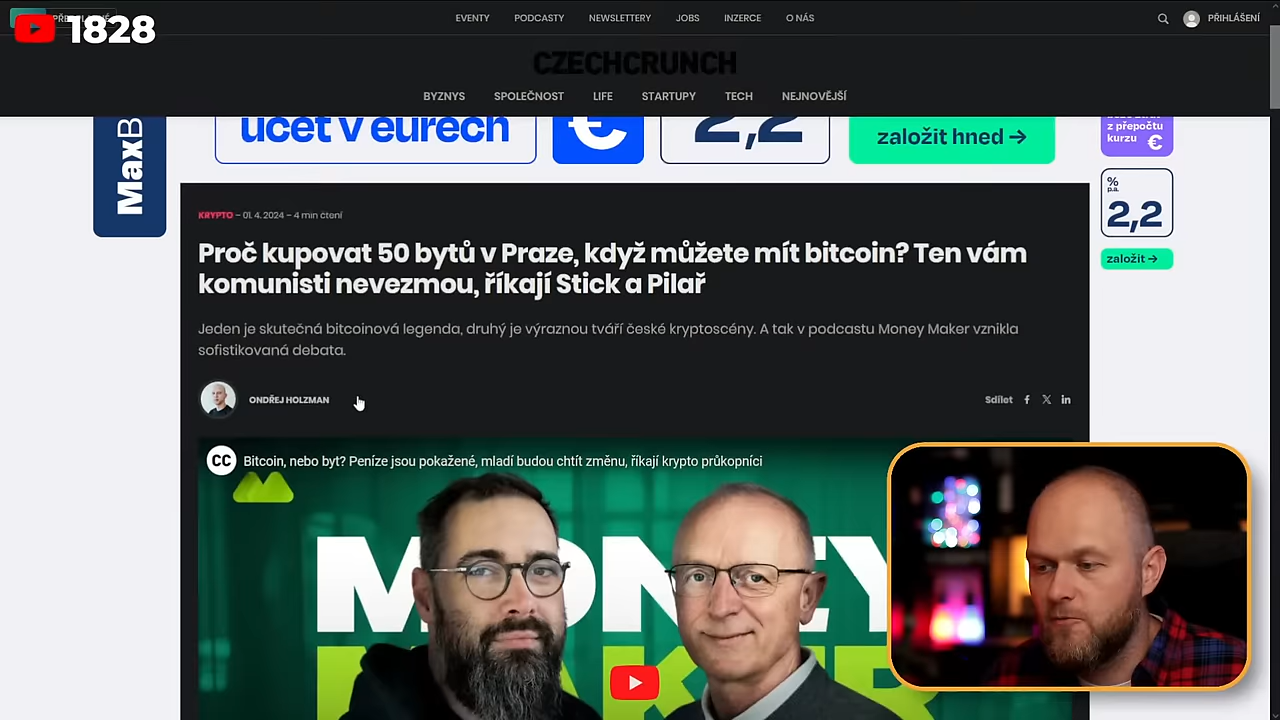 1828
EVENTY PODCASTY NEWSLETTERY JOBS INZERCE O NÁS
PŘIHLÁŠENÍ
CZECHCRUNCH
BYZNYS SPOLEČNOST LIFE STARTUPY TECH NEJNOVĚJŠÍ
MaxB
účet v eurech
€
2,2
založit hned →
z přepočtu
kurzu €
%
p.a.
2,2
založit →
KRYPTO – 01. 4. 2024 – 4 min čtení
Proč kupovat 50 bytů v Praze, když můžete mít bitcoin? Ten vám
komunisti nevezmou, říkají Stick a Pilař
Jeden je skutečná bitcoinová legenda, druhý je výraznou tváří české kryptoscény. A tak v podcastu Money Maker vznikla
sofistikovaná debata.
ONDŘEJ HOLZMAN
Sdílet
CC Bitcoin, nebo byt? Peníze jsou pokažené, mladí budou chtít změnu, říkají krypto průkopníci
MONEY
MAKER